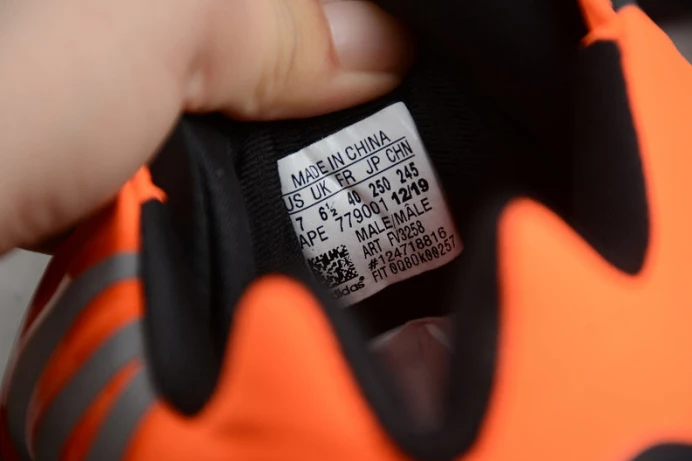 MADE IN CHINA
US UK FR JP CHN
7 6½ 40 250 245
APE 779001 12/19
MALE/MÂLE
ART FV3258
#124718816
FIT0Q80K00257
adidas